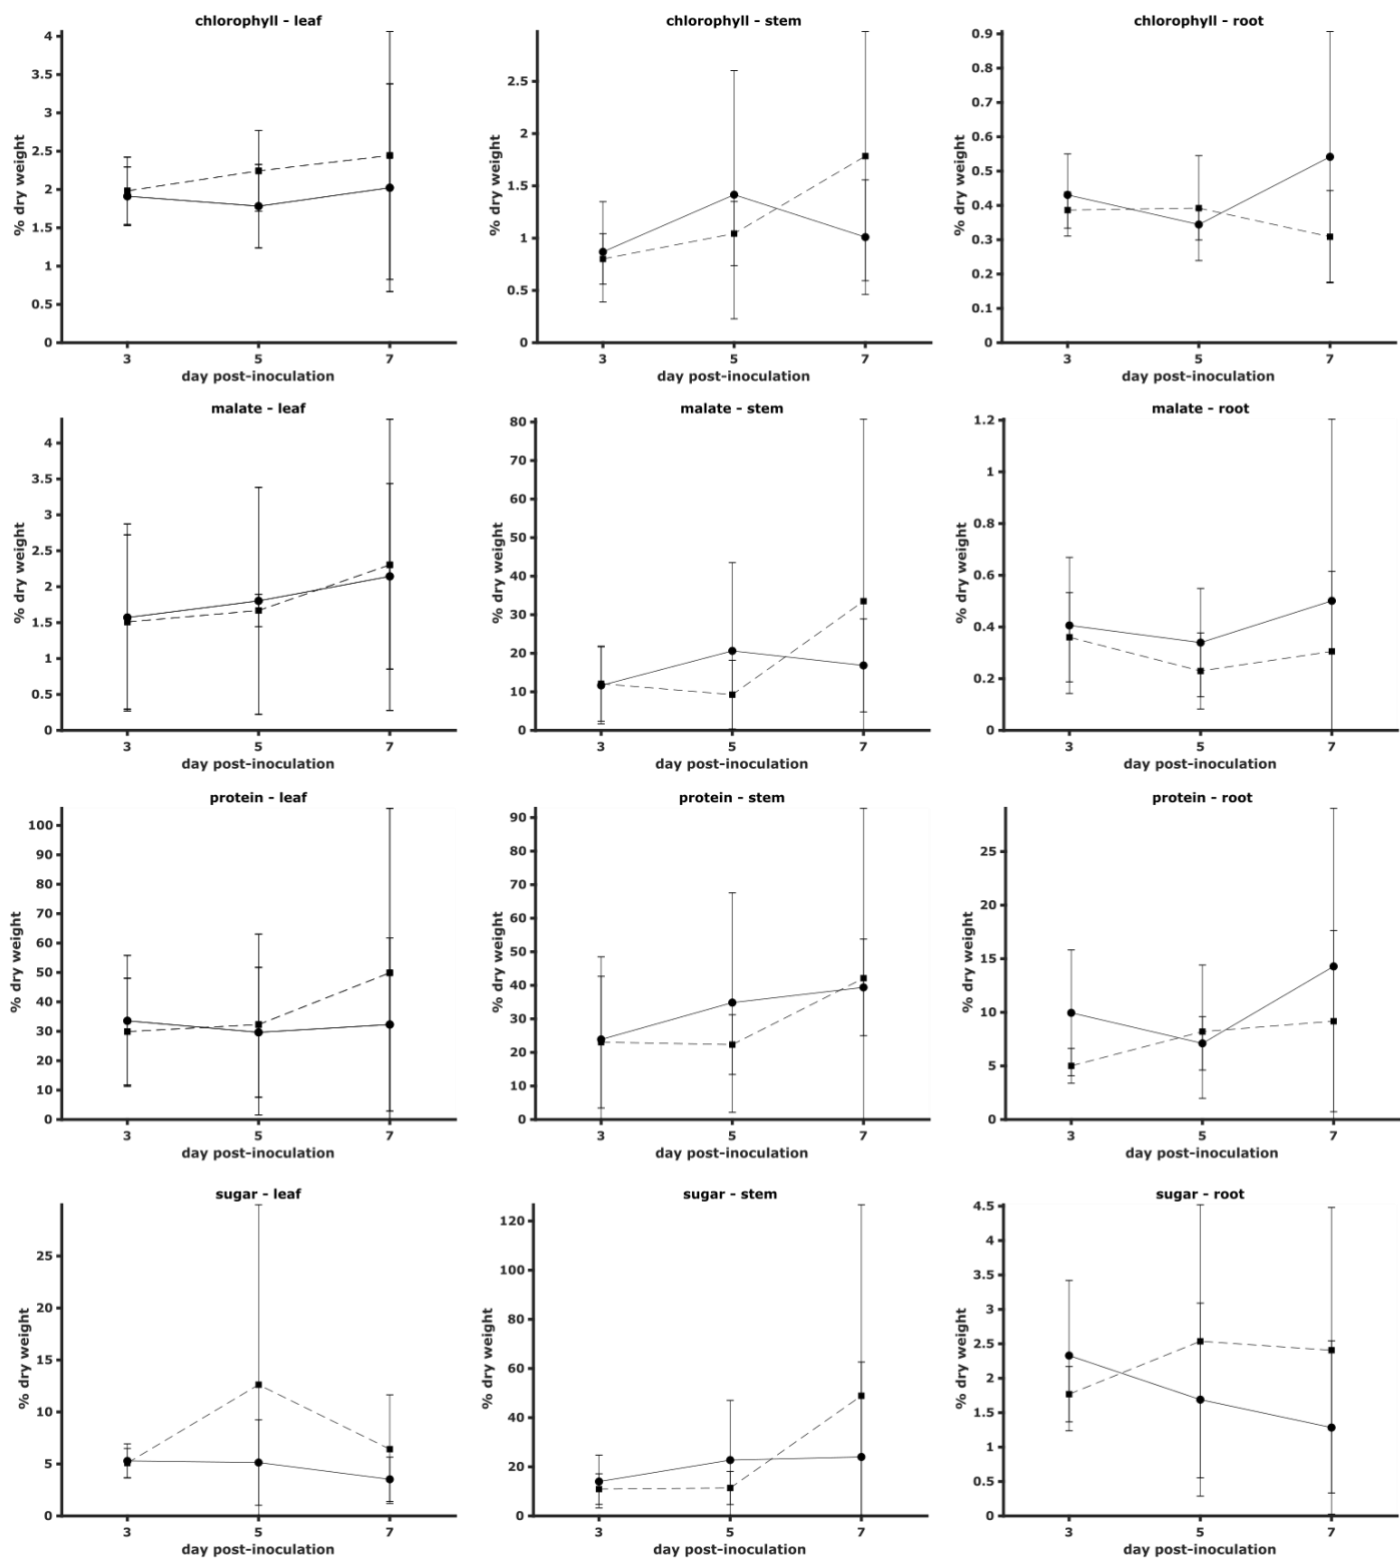 chlorophyll - leaf
% dry weight
4
3.5
3
2.5
2
1.5
1
0.5
0
3 5 7
day post-inoculation
chlorophyll - stem
% dry weight
2.5
2
1.5
1
0.5
0
3 5 7
day post-inoculation
chlorophyll - root
% dry weight
0.9
0.8
0.7
0.6
0.5
0.4
0.3
0.2
0.1
0
3 5 7
day post-inoculation
malate - leaf
% dry weight
4
3.5
3
2.5
2
1.5
1
0.5
0
3 5 7
day post-inoculation
malate - stem
% dry weight
80
70
60
50
40
30
20
10
0
3 5 7
day post-inoculation
malate - root
% dry weight
1.2
1
0.8
0.6
0.4
0.2
0
3 5 7
day post-inoculation
protein - leaf
% dry weight
100
90
80
70
60
50
40
30
20
10
0
3 5 7
day post-inoculation
protein - stem
% dry weight
90
80
70
60
50
40
30
20
10
0
3 5 7
day post-inoculation
protein - root
% dry weight
25
20
15
10
5
0
3 5 7
day post-inoculation
sugar - leaf
% dry weight
25
20
15
10
5
0
3 5 7
day post-inoculation
sugar - stem
% dry weight
120
100
80
60
40
20
0
3 5 7
day post-inoculation
sugar - root
% dry weight
4.5
4
3.5
3
2.5
2
1.5
1
0.5
0
3 5 7
day post-inoculation